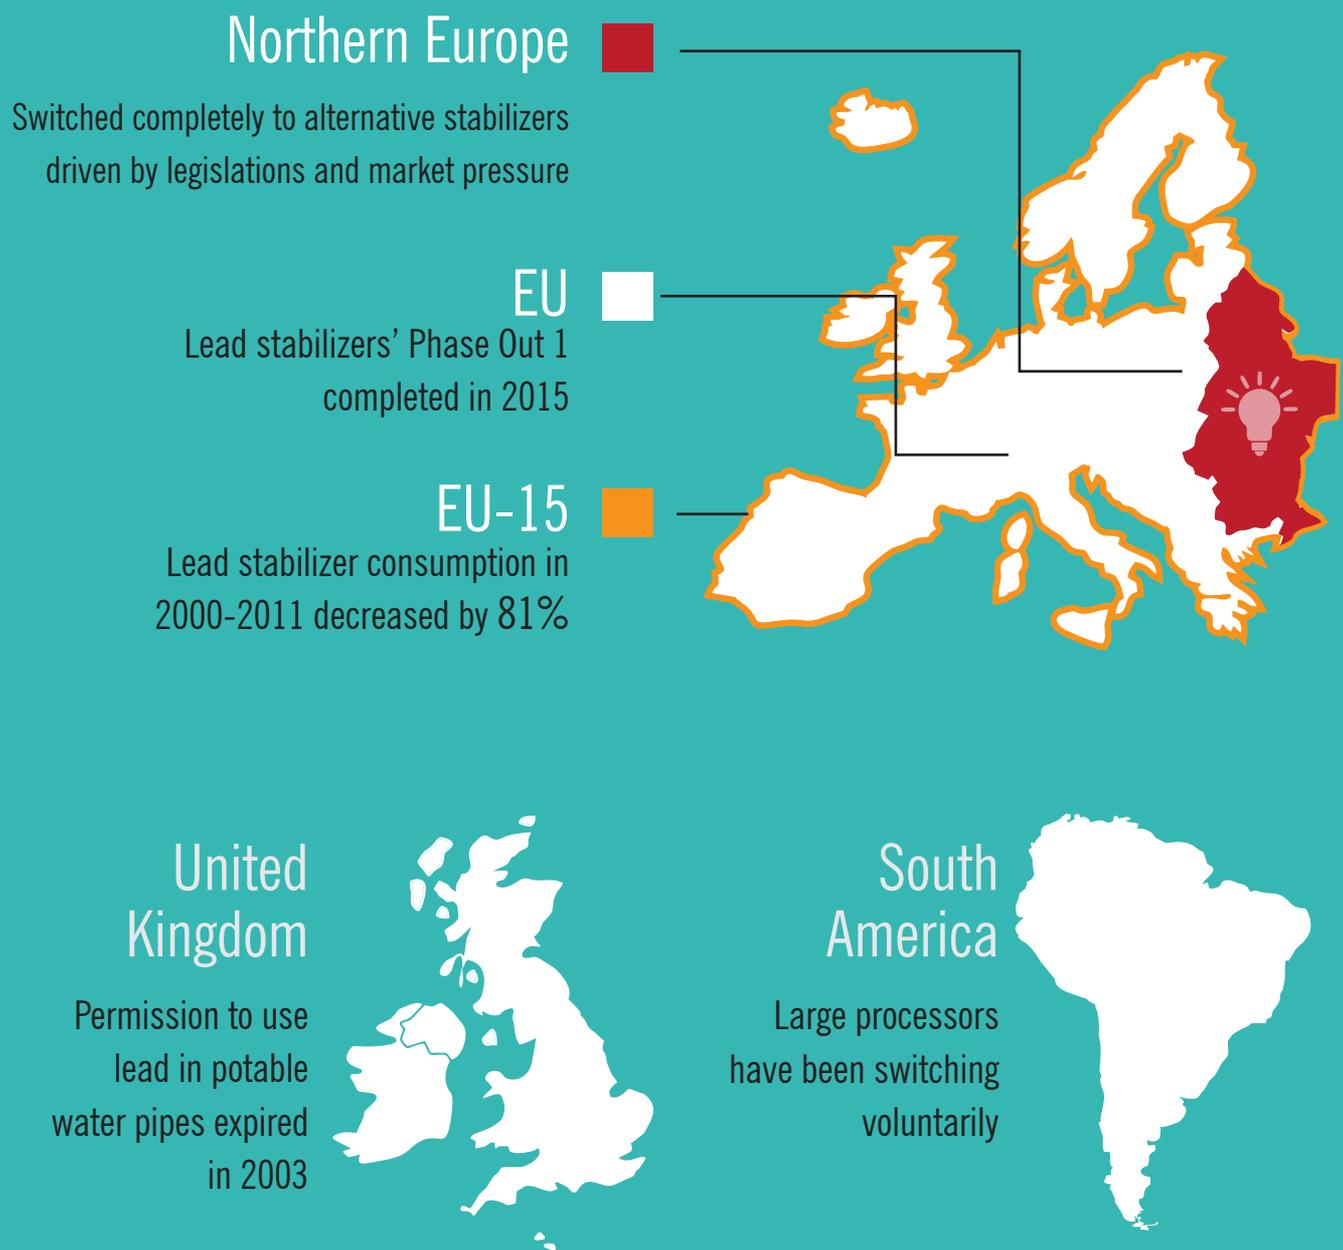 Northern Europe
Switched completely to alternative stabilizers
driven by legislations and market pressure
EU
Lead stabilizers’ Phase Out 1
completed in 2015
EU-15
Lead stabilizer consumption in
2000-2011 decreased by 81%
United
Kingdom
Permission to use
lead in potable
water pipes expired
in 2003
South
America
Large processors
have been switching
voluntarily